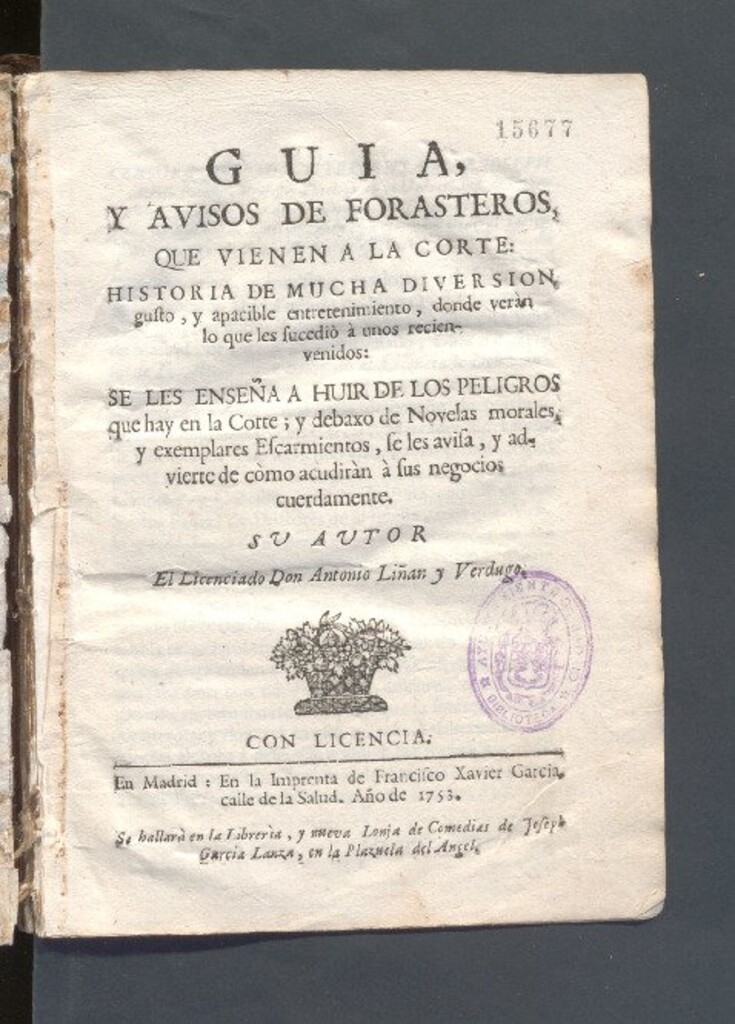 15677
GUIA,
Y AVISOS DE FORASTEROS,
QUE VIENEN A LA CORTE:
HISTORIA DE MUCHA DIVERSION,
gusto, y apacible entretenimiento, donde veràn
lo que les sucediò à unos recien-
venidos:
SE LES ENSEÑA A HUIR DE LOS PELIGROS
que hay en la Corte; y debaxo de Novelas morales,
y exemplares Escarmientos, se les avisa, y ad-
vierte de còmo acudiràn à sus negocios
cuerdamente.
SU AUTOR
El Licenciado Don Antonio Liñan y Verdugo.
BIBLIOTECA
CON LICENCIA.
En Madrid: En la Imprenta de Francisco Xavier Garcia,
calle de la Salud. Año de 1753.
Se hallarà en la Libreria, y nueva Lonja de Comedias de Joseph
Garcia Lanza, en la Plazuela del Angel.